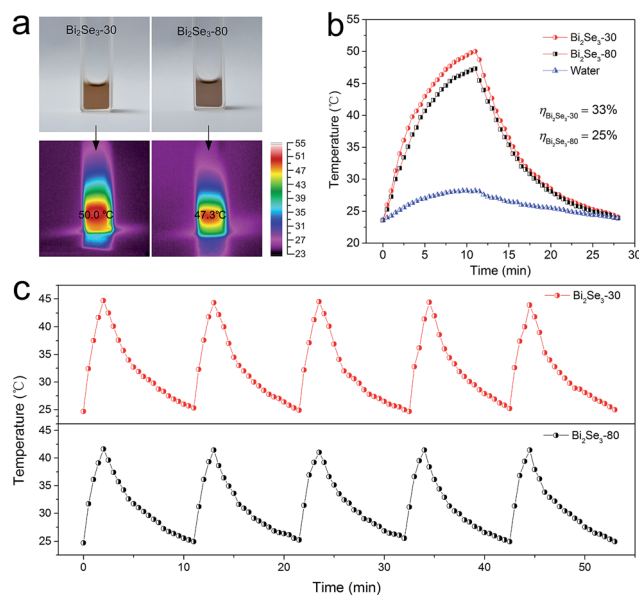 a
Bi₂Se₃-30
Bi₂Se₃-80
50.0 ℃
47.3℃
55
51
47
43
39
35
31
27
23
b
Temperature (℃)
55
50
45
40
35
30
25
20
Bi₂Se₃-30
Bi₂Se₃-80
Water
ηBi₂Se₃-30 = 33%
ηBi₂Se₃-80 = 25%
0 5 10 15 20 25 30
Time (min)
c
Temperature (℃)
45
40
35
30
25
Bi₂Se₃-30
45
40
35
30
25
Bi₂Se₃-80
0 10 20 30 40 50
Time (min)